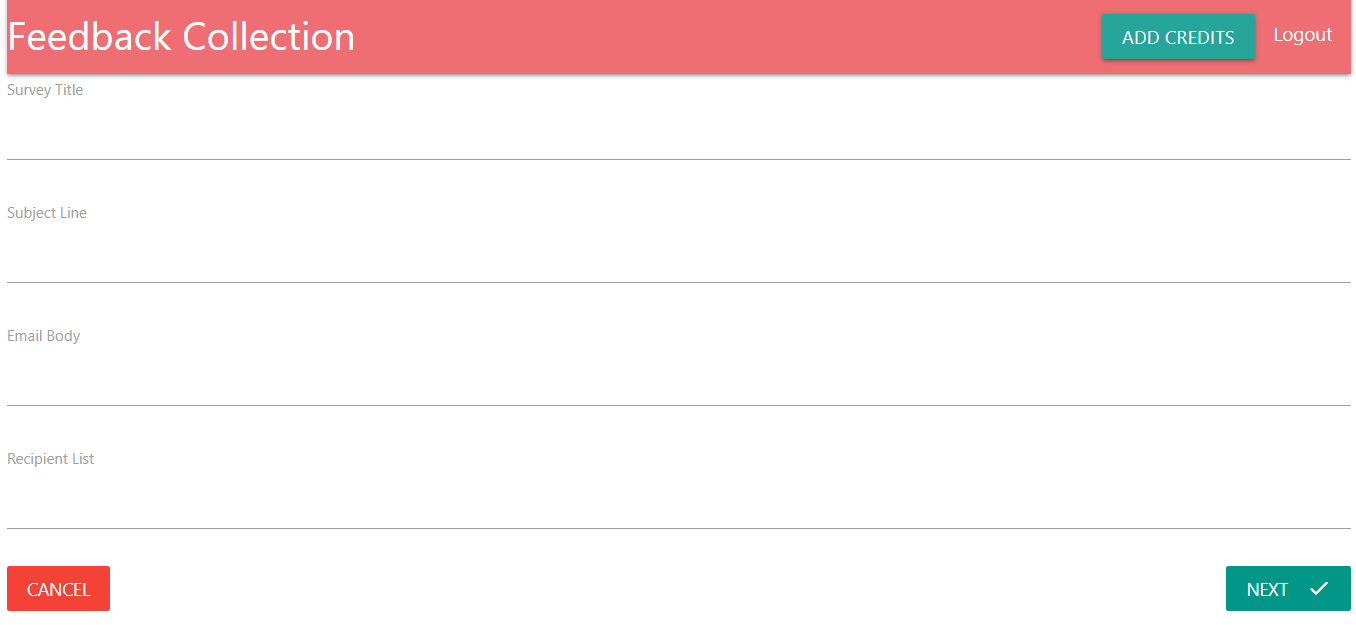 Feedback Collection
ADD CREDITS
Logout
Survey Title
Subject Line
Email Body
Recipient List
CANCEL
NEXT